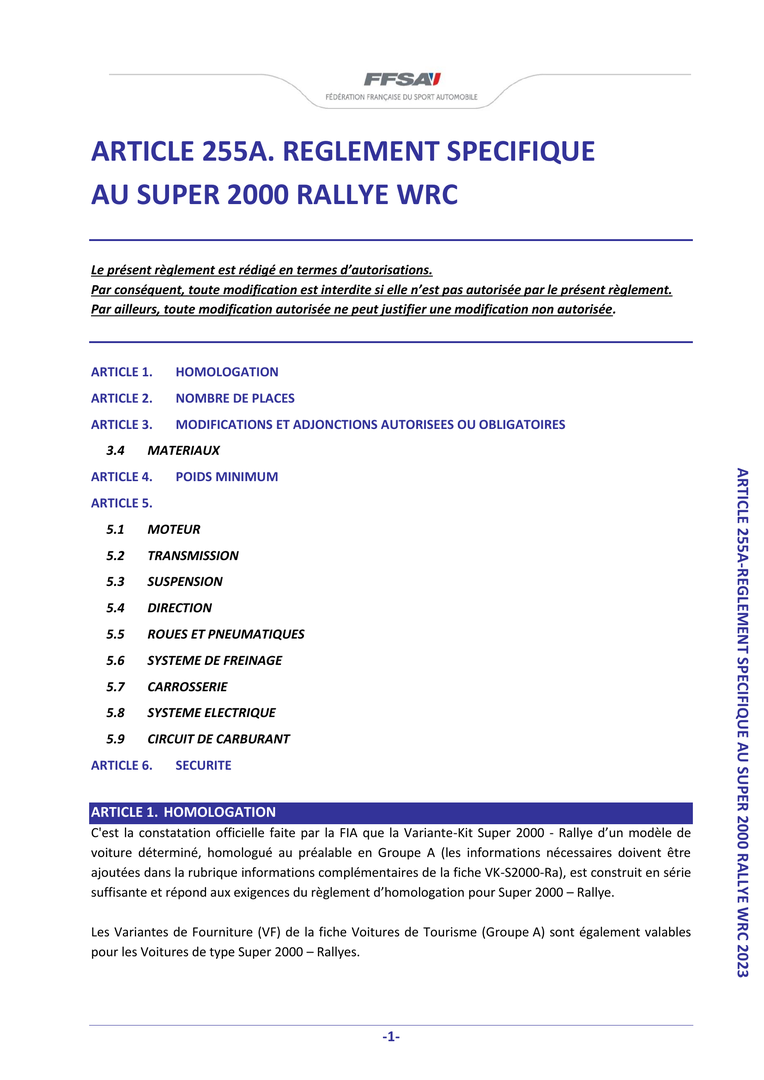 FFSA
FÉDÉRATION FRANÇAISE DU SPORT AUTOMOBILE
ARTICLE 255A. REGLEMENT SPECIFIQUE
AU SUPER 2000 RALLYE WRC
Le présent règlement est rédigé en termes d’autorisations.
Par conséquent, toute modification est interdite si elle n’est pas autorisée par le présent règlement.
Par ailleurs, toute modification autorisée ne peut justifier une modification non autorisée.
ARTICLE 1. HOMOLOGATION
ARTICLE 2. NOMBRE DE PLACES
ARTICLE 3. MODIFICATIONS ET ADJONCTIONS AUTORISEES OU OBLIGATOIRES
3.4 MATERIAUX
ARTICLE 4. POIDS MINIMUM
ARTICLE 5.
5.1 MOTEUR
5.2 TRANSMISSION
5.3 SUSPENSION
5.4 DIRECTION
5.5 ROUES ET PNEUMATIQUES
5.6 SYSTEME DE FREINAGE
5.7 CARROSSERIE
5.8 SYSTEME ELECTRIQUE
5.9 CIRCUIT DE CARBURANT
ARTICLE 6. SECURITE
ARTICLE 1. HOMOLOGATION
C'est la constatation officielle faite par la FIA que la Variante-Kit Super 2000 - Rallye d’un modèle de
voiture déterminé, homologué au préalable en Groupe A (les informations nécessaires doivent être
ajoutées dans la rubrique informations complémentaires de la fiche VK-S2000-Ra), est construit en série
suffisante et répond aux exigences du règlement d’homologation pour Super 2000 – Rallye.
Les Variantes de Fourniture (VF) de la fiche Voitures de Tourisme (Groupe A) sont également valables
pour les Voitures de type Super 2000 – Rallyes.
ARTICLE 255A-REGLEMENT SPECIFIQUE AU SUPER 2000 RALLYE WRC 2023
-1-